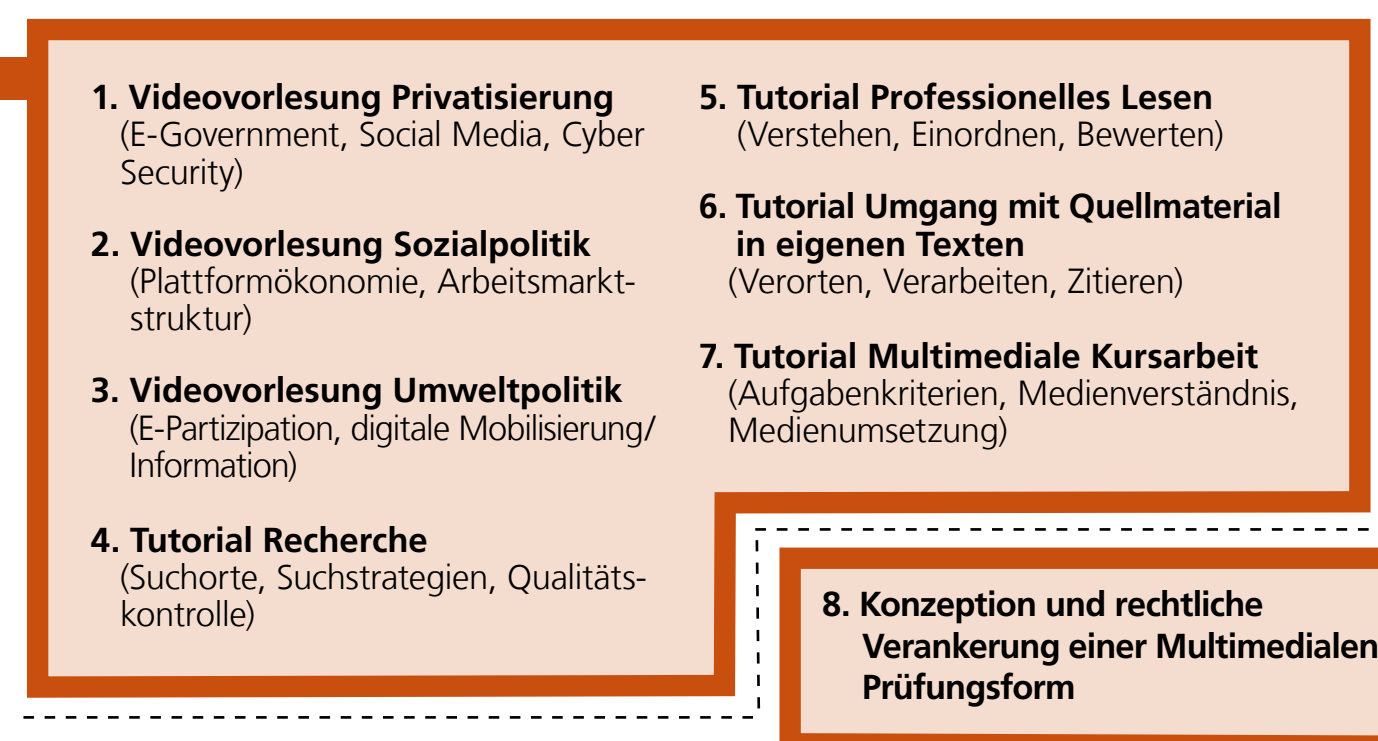 1. Videovorlesung Privatisierung
(E-Government, Social Media, Cyber
Security)
2. Videovorlesung Sozialpolitik
(Plattformökonomie, Arbeitsmarkt-
struktur)
3. Videovorlesung Umweltpolitik
(E-Partizipation, digitale Mobilisierung/
Information)
4. Tutorial Recherche
(Suchorte, Suchstrategien, Qualitäts-
kontrolle)
5. Tutorial Professionelles Lesen
(Verstehen, Einordnen, Bewerten)
6. Tutorial Umgang mit Quellmaterial
in eigenen Texten
(Verorten, Verarbeiten, Zitieren)
7. Tutorial Multimediale Kursarbeit
(Aufgabenkriterien, Medienverständnis,
Medienumsetzung)
8. Konzeption und rechtliche
Verankerung einer Multimedialen
Prüfungsform